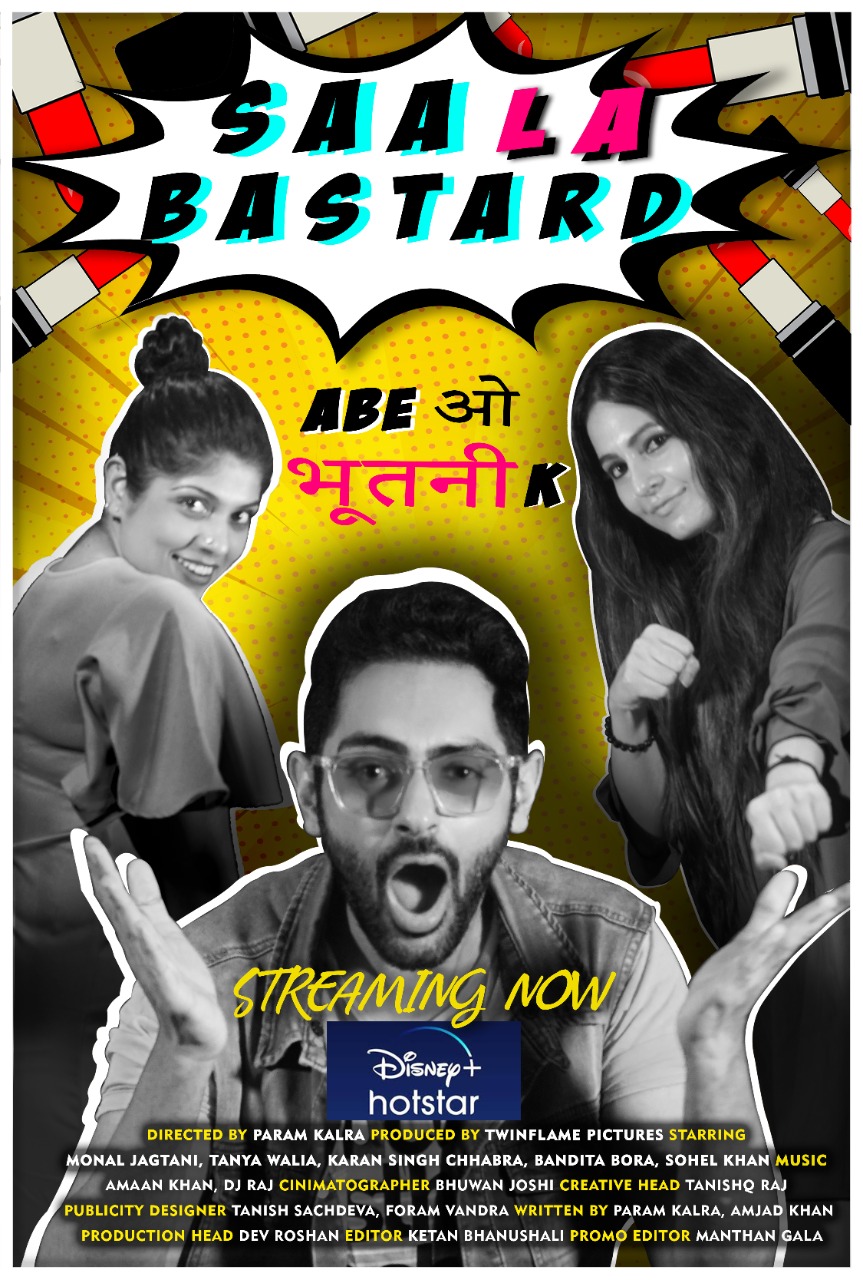 SAALA
BASTARD
ABE ओ
भूतनी K
STREAMING NOW
Disney+
hotstar
DIRECTED BY PARAM KALRA PRODUCED BY TWINFLAME PICTURES STARRING
MONAL JAGTANI, TANYA WALIA, KARAN SINGH CHHABRA, BANDITA BORA, SOHEL KHAN MUSIC
AMAAN KHAN, DJ RAJ CINIMATOGRAPHER BHUWAN JOSHI CREATIVE HEAD TANISHQ RAJ
PUBLICITY DESIGNER TANISH SACHDEVA, FORAM VANDRA WRITTEN BY PARAM KALRA, AMJAD KHAN
PRODUCTION HEAD DEV ROSHAN EDITOR KETAN BHANUSHALI PROMO EDITOR MANTHAN GALA